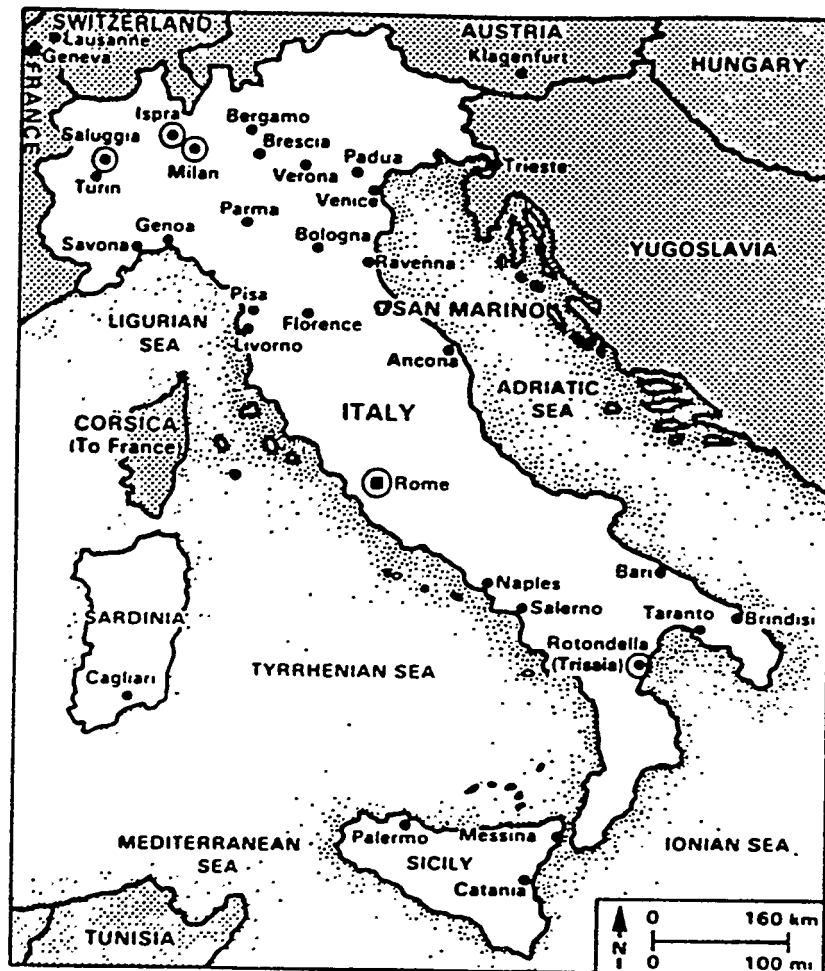 SWITZERLAND
Lausanne
Geneva
FRANCE
AUSTRIA
Klagenfurt
HUNGARY
Ispra
Bergamo
Saluggia
Brescia
Milan
Verona
Padua
Trieste
Turin
Venice
Parma
Genoa
Bologna
Savona
Ravenna
YUGOSLAVIA
Pisa
SAN MARINO
LIGURIAN
SEA
Florence
Livorno
Ancona
ADRIATIC
SEA
CORSICA
(To France)
ITALY
Rome
Bari
Naples
Salerno
Taranto
Brindisi
SARDINIA
Rotondella
(Trisaia)
TYRRHENIAN SEA
Cagliari
MEDITERRANEAN
SEA
Palermo
Messina
IONIAN SEA
SICILY
Catania
TUNISIA
N
0 160 km
0 100 mi